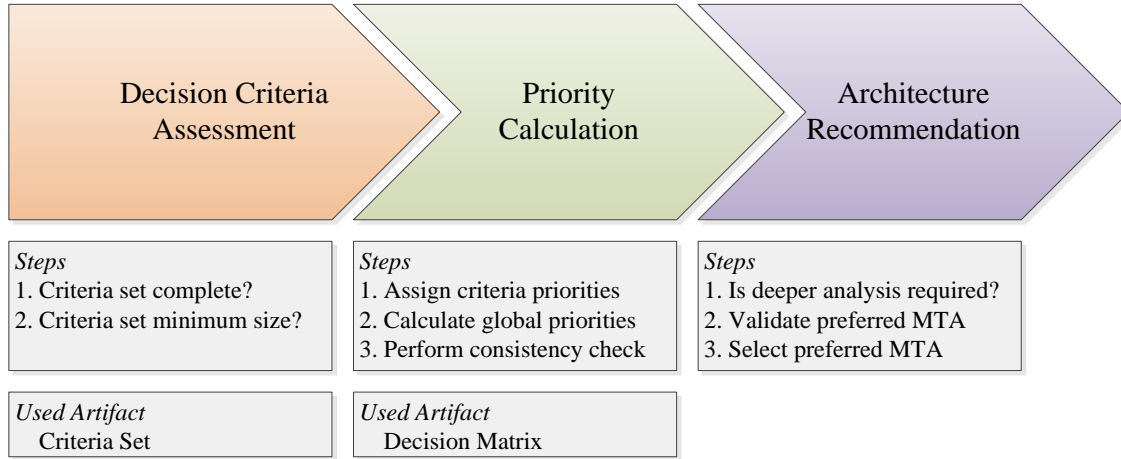 Decision Criteria
Assessment
Priority
Calculation
Architecture
Recommendation
Steps
1. Criteria set complete?
2. Criteria set minimum size?
Steps
1. Assign criteria priorities
2. Calculate global priorities
3. Perform consistency check
Steps
1. Is deeper analysis required?
2. Validate preferred MTA
3. Select preferred MTA
Used Artifact
Criteria Set
Used Artifact
Decision Matrix